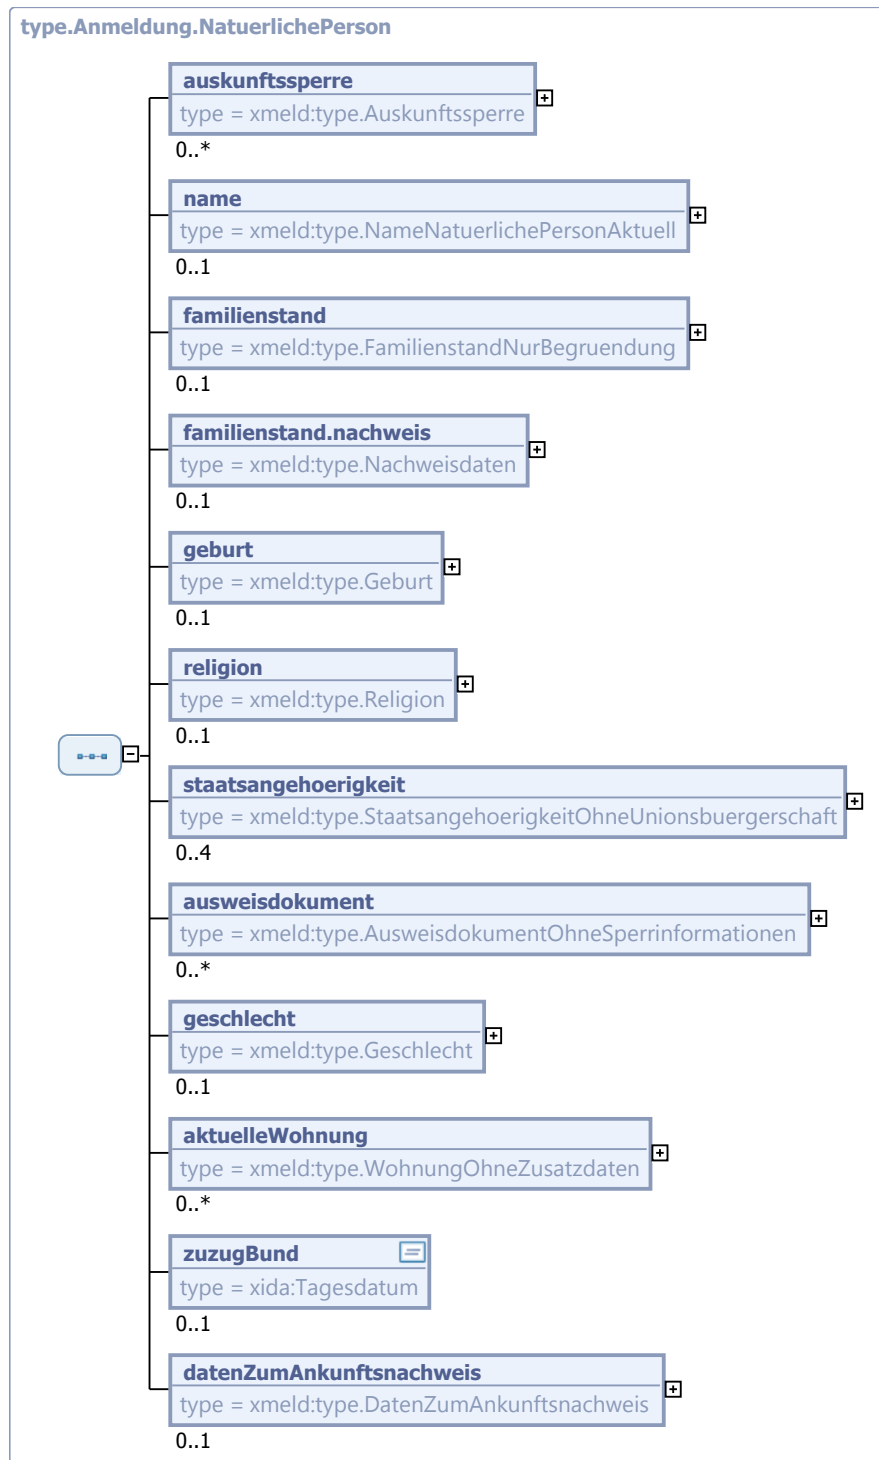 type.Anmeldung.NatuerlichePerson
auskunftssperre
type = xmeld:type.Auskunftssperre
0..*
name
type = xmeld:type.NameNatuerlichePersonAktuell
0..1
familienstand
type = xmeld:type.FamilienstandNurBegruendung
0..1
familienstand.nachweis
type = xmeld:type.Nachweisdaten
0..1
geburt
type = xmeld:type.Geburt
0..1
religion
type = xmeld:type.Religion
0..1
staatsangehoerigkeit
type = xmeld:type.StaatsangehoerigkeitOhneUnionsbuergerschaft
0..4
ausweisdokument
type = xmeld:type.AusweisdokumentOhneSperrinformationen
0..*
geschlecht
type = xmeld:type.Geschlecht
0..1
aktuelleWohnung
type = xmeld:type.WohnungOhneZusatzdaten
0..*
zuzugBund
type = xida:Tagesdatum
0..1
datenZumAnkunftsnachweis
type = xmeld:type.DatenZumAnkunftsnachweis
0..1